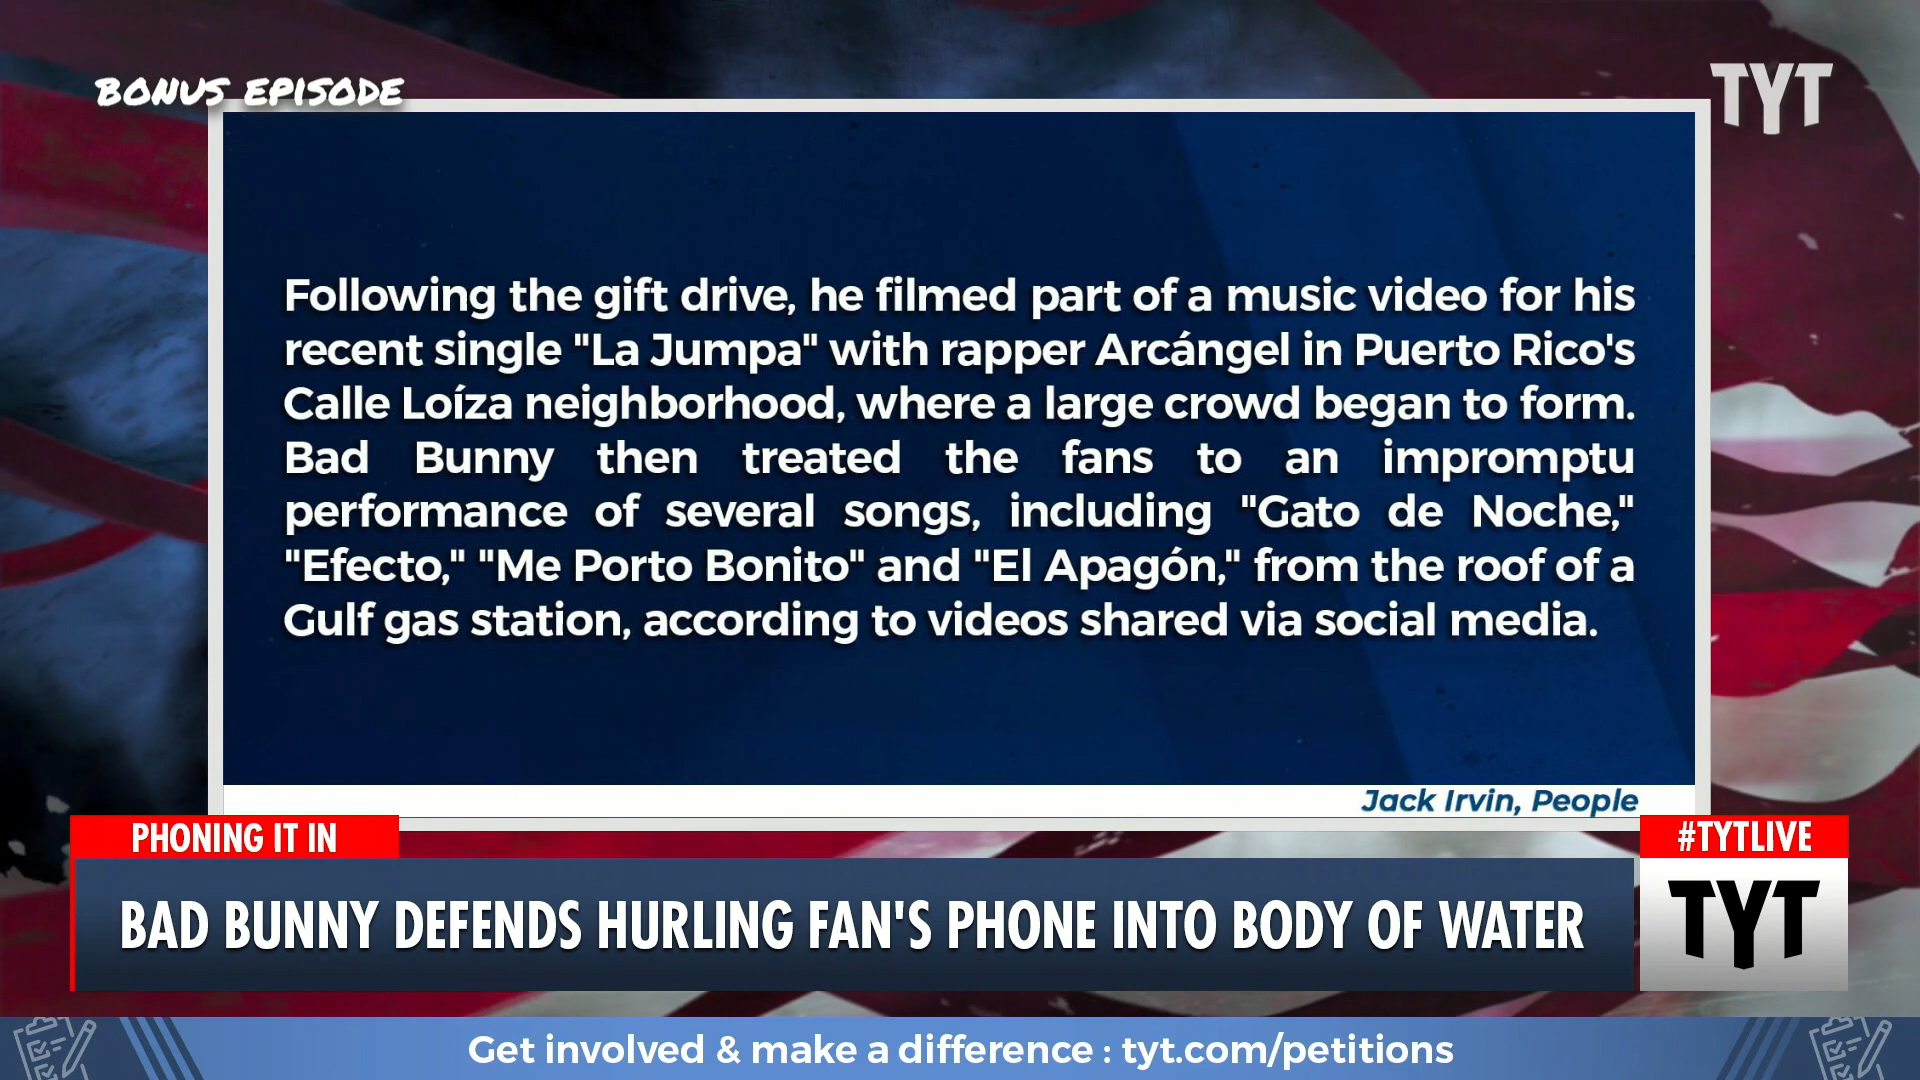 BONUS EPISODE
TYT
Following the gift drive, he filmed part of a music video for his
recent single "La Jumpa" with rapper Arcángel in Puerto Rico's
Calle Loíza neighborhood, where a large crowd began to form.
Bad Bunny then treated the fans to an impromptu
performance of several songs, including "Gato de Noche,"
"Efecto," "Me Porto Bonito" and "El Apagón," from the roof of a
Gulf gas station, according to videos shared via social media.
Jack Irvin, People
PHONING IT IN
#TYTLIVE
BAD BUNNY DEFENDS HURLING FAN'S PHONE INTO BODY OF WATER
TYT
Get involved & make a difference : tyt.com/petitions